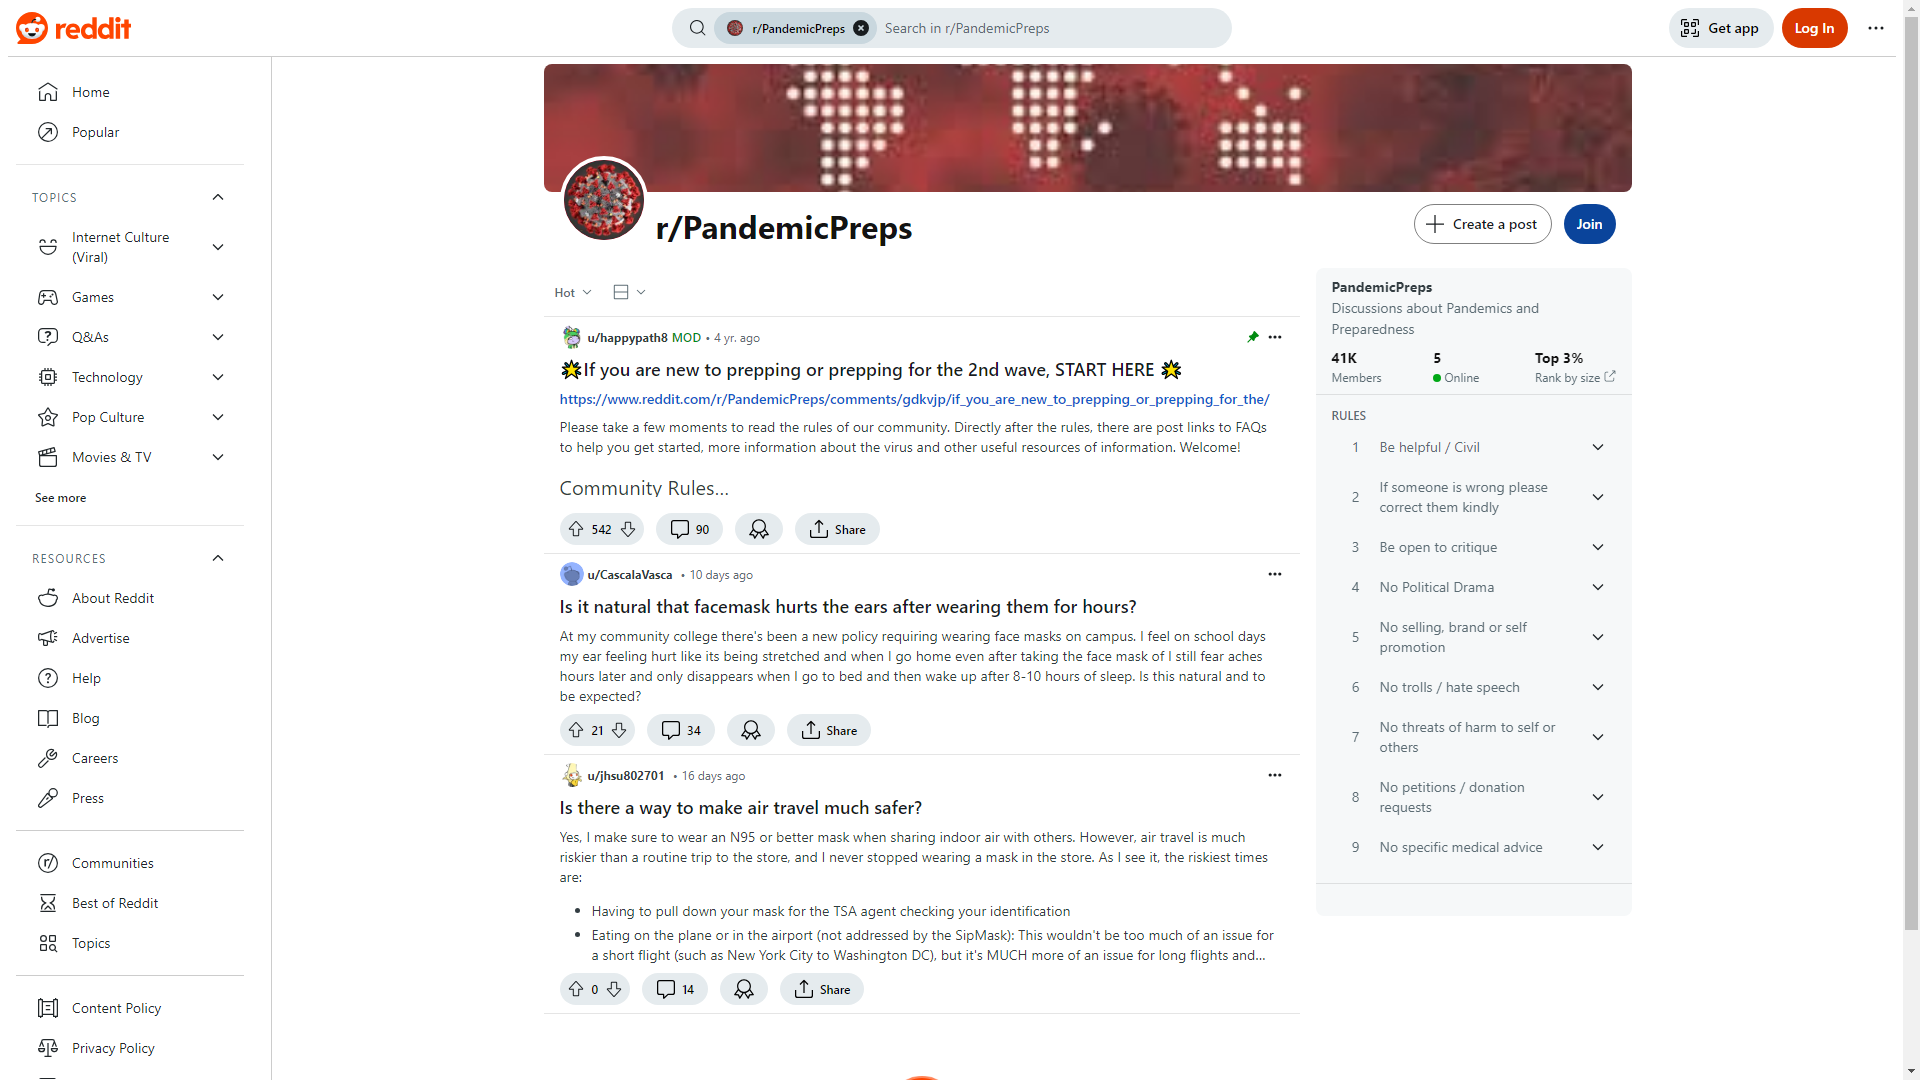 reddit
r/PandemicPreps
Search in r/PandemicPreps
Get app
Log In
Home
Popular
TOPICS
Internet Culture
(Viral)
Games
Q&As
Technology
Pop Culture
Movies & TV
See more
RESOURCES
About Reddit
Advertise
Help
Blog
Careers
Press
Communities
Best of Reddit
Topics
Content Policy
Privacy Policy
r/PandemicPreps
Create a post
Join
Hot
u/happypath8 MOD • 4 yr. ago
🌟If you are new to prepping or prepping for the 2nd wave, START HERE 🌟
https://www.reddit.com/r/PandemicPreps/comments/gdkvjp/if_you_are_new_to_prepping_or_prepping_for_the/
Please take a few moments to read the rules of our community. Directly after the rules, there are post links to FAQs
to help you get started, more information about the virus and other useful resources of information. Welcome!
Community Rules...
542
90
Share
u/CascalaVasca • 10 days ago
Is it natural that facemask hurts the ears after wearing them for hours?
At my community college there's been a new policy requiring wearing face masks on campus. I feel on school days
my ear feeling hurt like its being stretched and when I go home even after taking the face mask of I still fear aches
hours later and only disappears when I go to bed and then wake up after 8-10 hours of sleep. Is this natural and to
be expected?
21
34
Share
u/jhsu802701 • 16 days ago
Is there a way to make air travel much safer?
Yes, I make sure to wear an N95 or better mask when sharing indoor air with others. However, air travel is much
riskier than a routine trip to the store, and I never stopped wearing a mask in the store. As I see it, the riskiest times
are:
• Having to pull down your mask for the TSA agent checking your identification
• Eating on the plane or in the airport (not addressed by the SipMask): This wouldn't be too much of an issue for
a short flight (such as New York City to Washington DC), but it's MUCH more of an issue for long flights and...
0
14
Share
PandemicPreps
Discussions about Pandemics and
Preparedness
41K
Members
5
Online
Top 3%
Rank by size
RULES
1 Be helpful / Civil
2 If someone is wrong please
correct them kindly
3 Be open to critique
4 No Political Drama
5 No selling, brand or self
promotion
6 No trolls / hate speech
7 No threats of harm to self or
others
8 No petitions / donation
requests
9 No specific medical advice